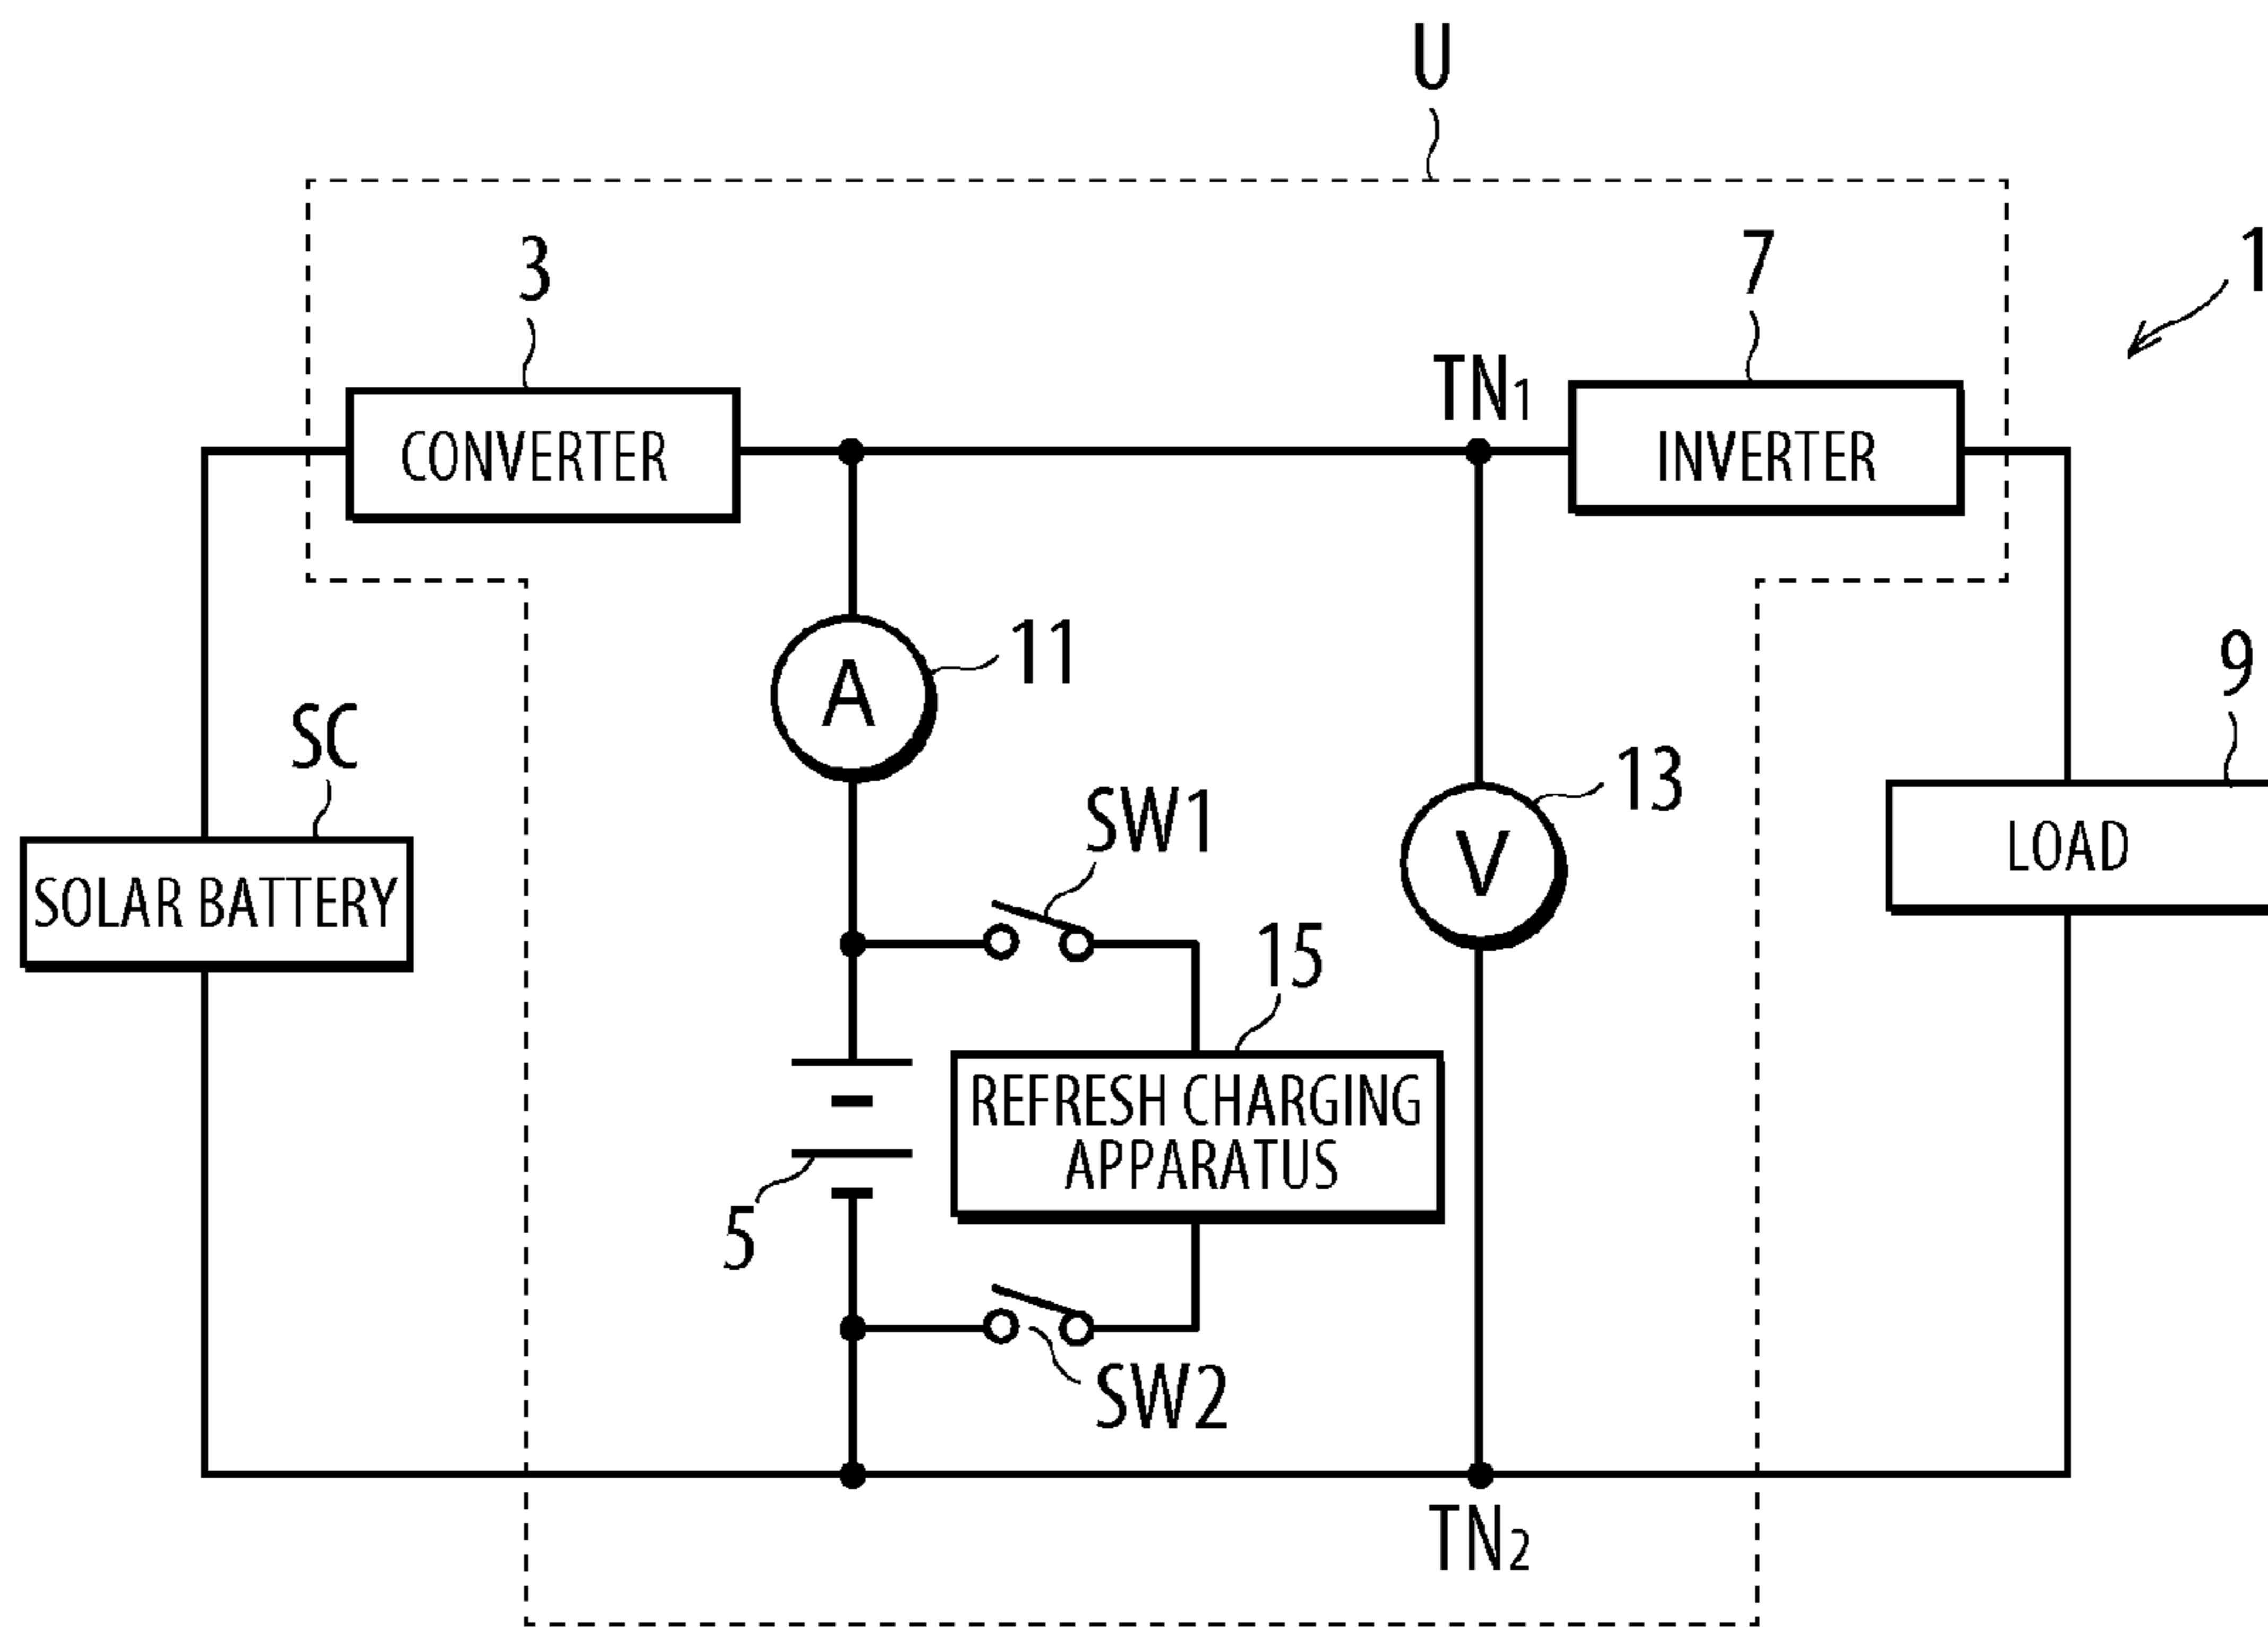 U
1
3
7
TN1
CONVERTER
INVERTER
11
A
9
SC
13
SW1
V
LOAD
SOLAR BATTERY
15
REFRESH CHARGING
APPARATUS
5
SW2
TN2